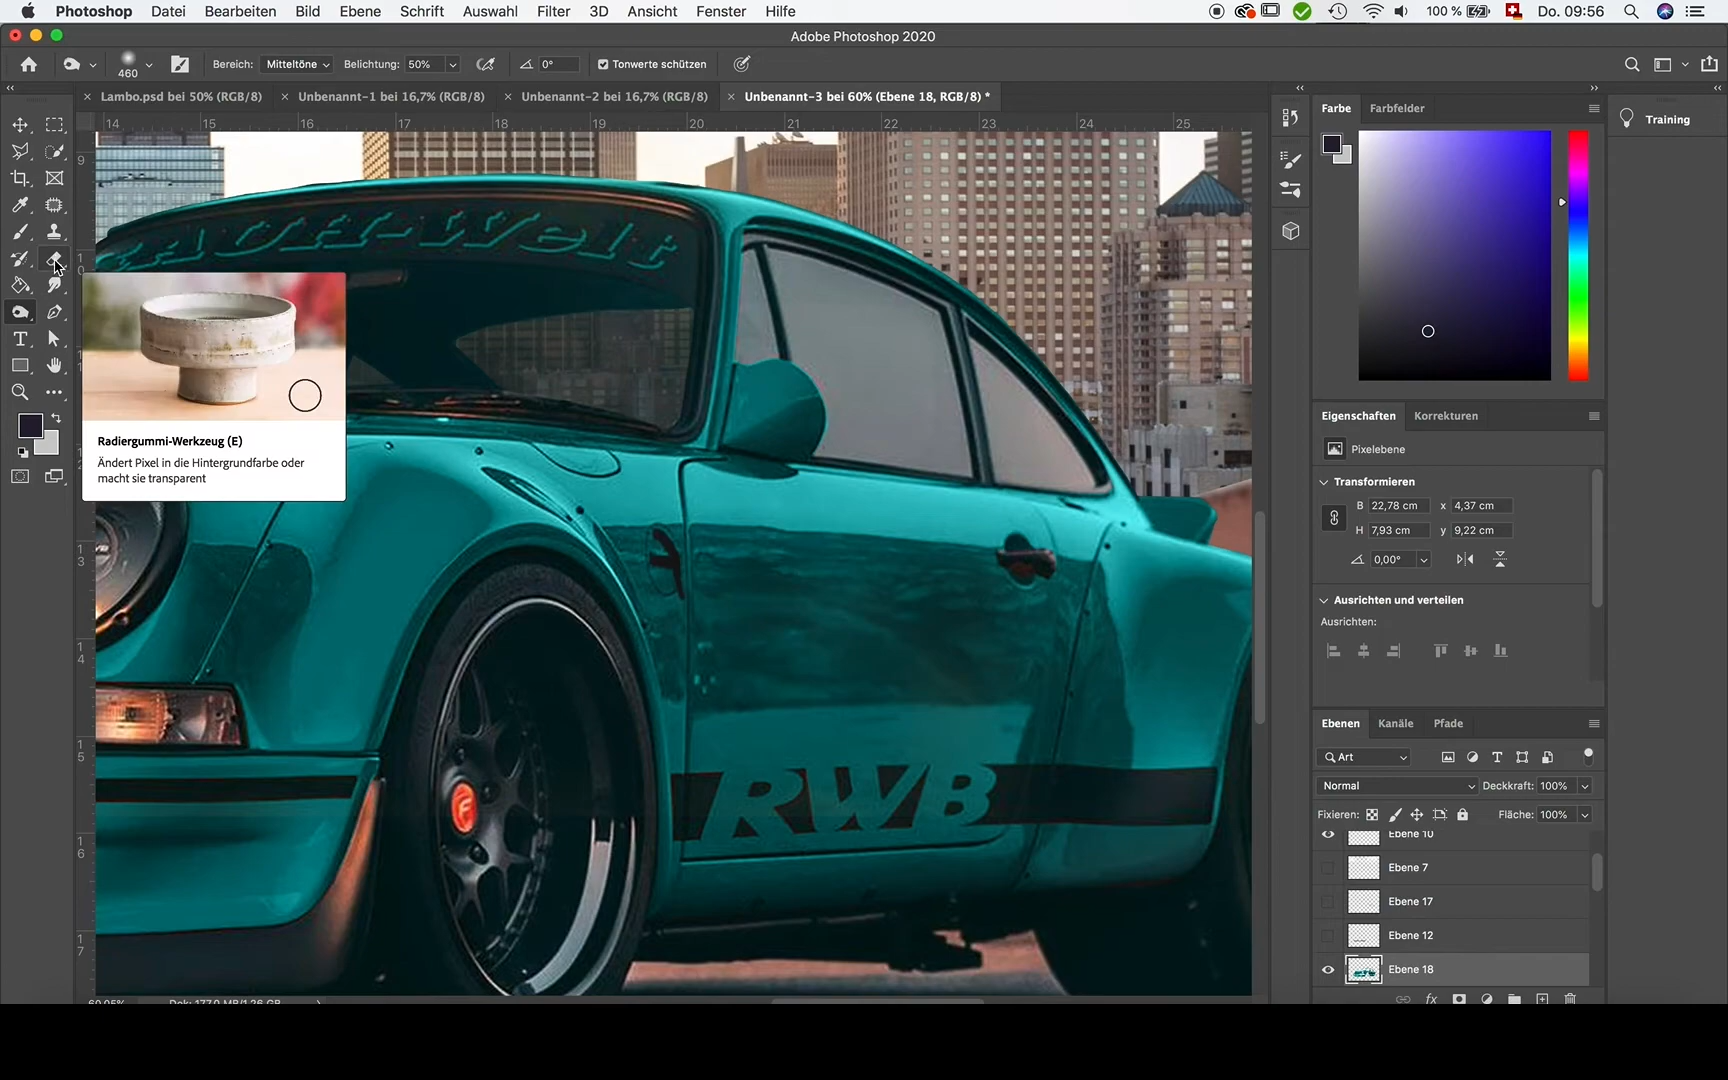 Photoshop Datei Bearbeiten Bild Ebene Schrift Auswahl Filter 3D Ansicht Fenster Hilfe 100 % Do. 09:56
Adobe Photoshop 2020
460 Bereich: Mitteltöne Belichtung: 50% 0° Tonwerte schützen
Lambo.psd bei 50% (RGB/8) Unbenannt-1 bei 16,7% (RGB/8) Unbenannt-2 bei 16,7% (RGB/8) Unbenannt-3 bei 60% (Ebene 18, RGB/8) *
14 15 16 17 18 19 20 21 22 23 24 25
Farbe Farbfelder
Training
RAUH-Welt
Radiergummi-Werkzeug (E)
Ändert Pixel in die Hintergrundfarbe oder
macht sie transparent
RWB
Eigenschaften Korrekturen
Pixelebene
Transformieren
B 22,78 cm x 4,37 cm
H 7,93 cm y 9,22 cm
0,00°
Ausrichten und verteilen
Ausrichten:
Ebenen Kanäle Pfade
Art
Normal Deckkraft: 100%
Fixieren: Fläche: 100%
Ebene 10
Ebene 7
Ebene 17
Ebene 12
Ebene 18